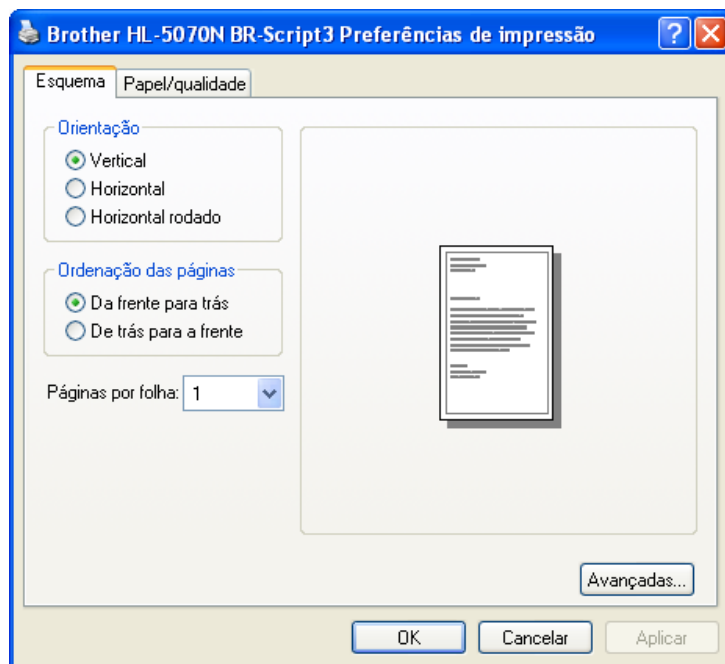 Brother HL-5070N BR-Script3 Preferências de impressão
Esquema Papel/qualidade
Orientação
Vertical
Horizontal
Horizontal rodado
Ordenação das páginas
Da frente para trás
De trás para a frente
Páginas por folha: 1
Avançadas...
OK Cancelar Aplicar